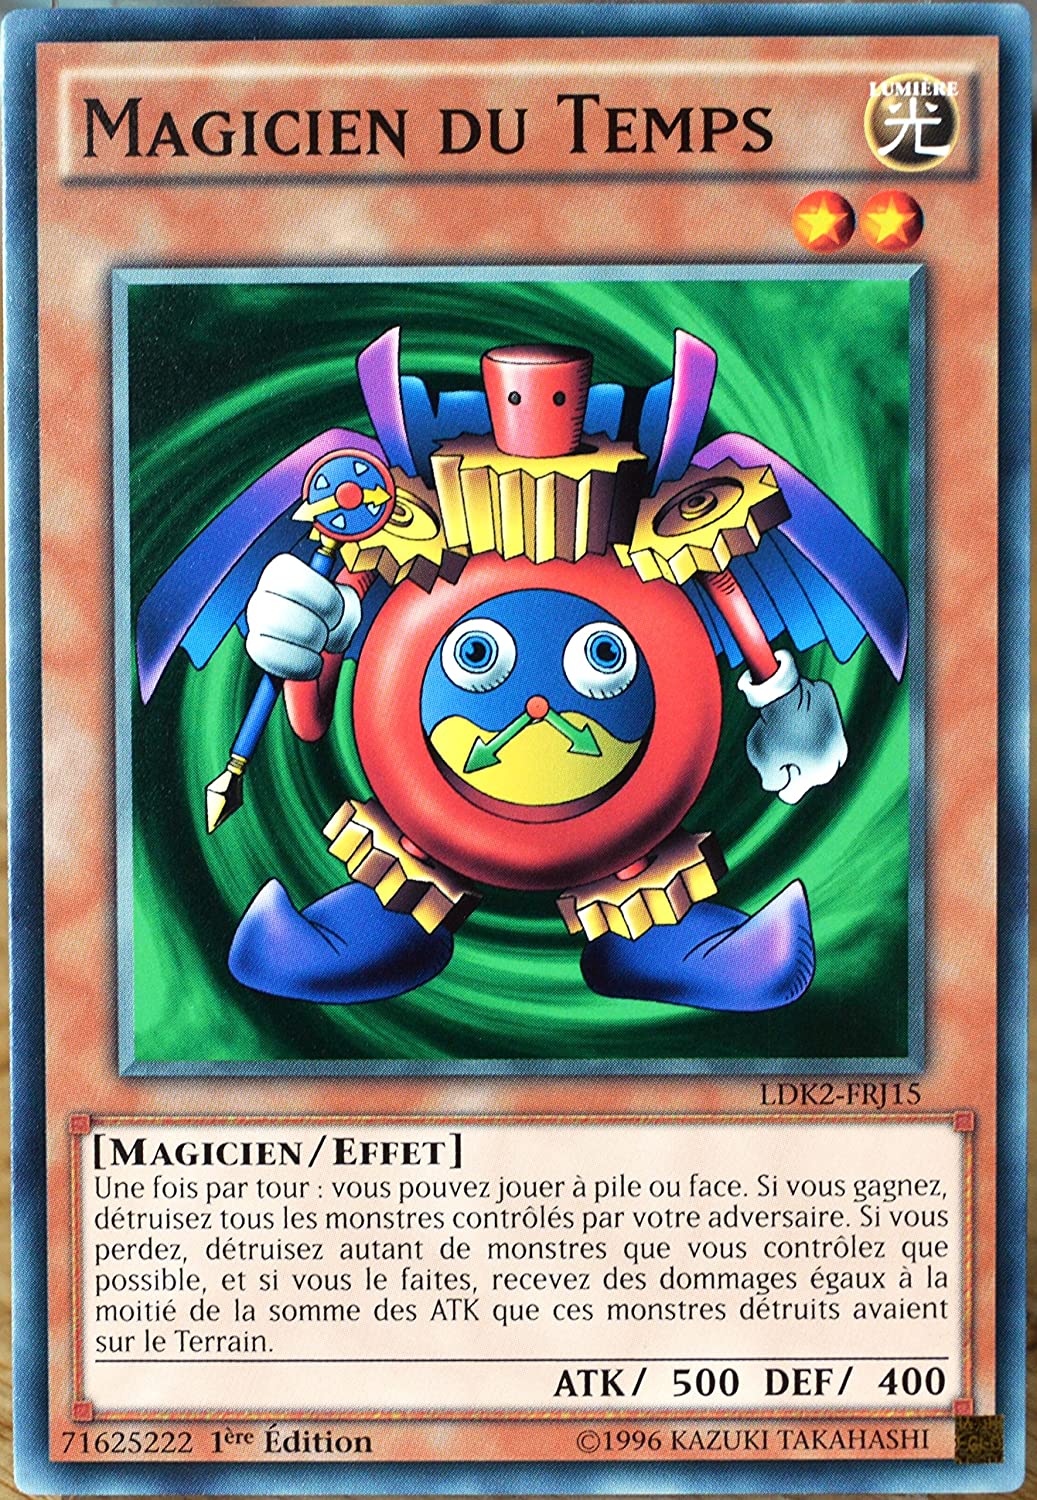 MAGICIEN DU TEMPS
LUMIÈRE
光
LDK2-FRJ15
[MAGICIEN/EFFET]
Une fois par tour : vous pouvez jouer à pile ou face. Si vous gagnez,
détruisez tous les monstres contrôlés par votre adversaire. Si vous
perdez, détruisez autant de monstres que vous contrôlez que
possible, et si vous le faites, recevez des dommages égaux à la
moitié de la somme des ATK que ces monstres détruits avaient
sur le Terrain.
ATK/ 500 DEF/ 400
71625222 1ère Édition ©1996 KAZUKI TAKAHASHI